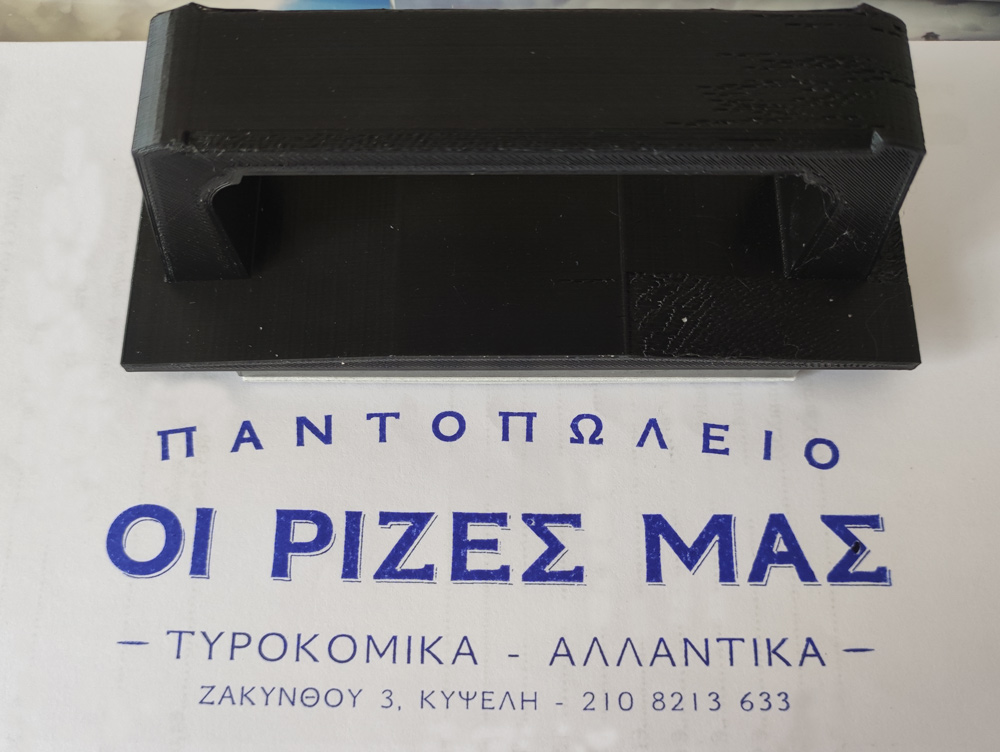 ΠΑΝΤΟΠΩΛΕΙΟ
ΟΙ ΡΙΖΕΣ ΜΑΣ
– ΤΥΡΟΚΟΜΙΚΑ - ΑΛΛΑΝΤΙΚΑ –
ΖΑΚΥΝΘΟΥ 3, ΚΥΨΕΛΗ - 210 8213 633